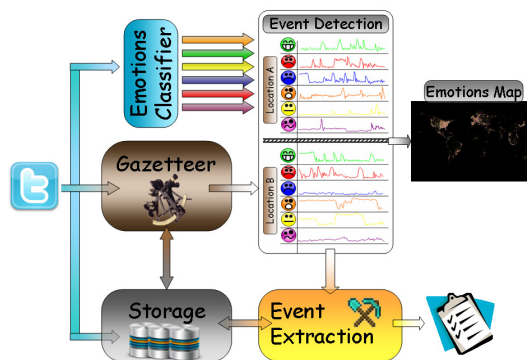 Event Detection
Emotions
Classifier
Location A
Emotions Map
Gazetteer
Location B
Storage
Event
Extraction